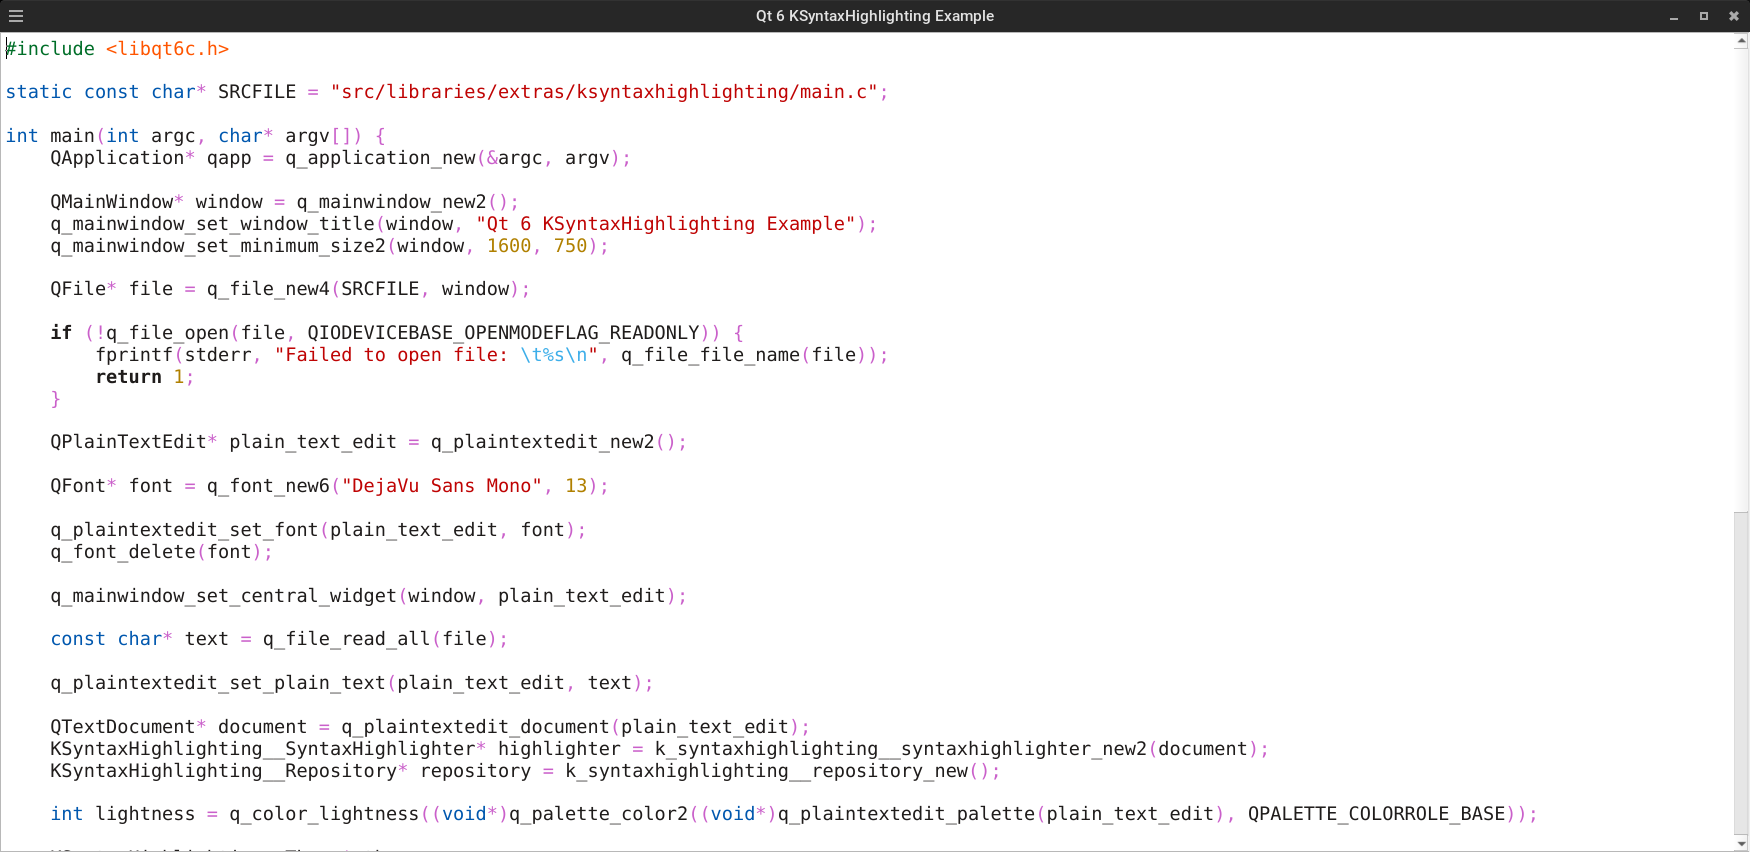 Qt 6 KSyntaxHighlighting Example
#include <libqt6c.h>
static const char* SRCFILE = "src/libraries/extras/ksyntaxhighlighting/main.c";
int main(int argc, char* argv[]) {
    QApplication* qapp = q_application_new(&argc, argv);
    QMainWindow* window = q_mainwindow_new2();
    q_mainwindow_set_window_title(window, "Qt 6 KSyntaxHighlighting Example");
    q_mainwindow_set_minimum_size2(window, 1600, 750);
    QFile* file = q_file_new4(SRCFILE, window);
    if (!q_file_open(file, QIODEVICEBASE_OPENMODEFLAG_READONLY)) {
        fprintf(stderr, "Failed to open file: \t%s\n", q_file_file_name(file));
        return 1;
    }
    QPlainTextEdit* plain_text_edit = q_plaintextedit_new2();
    QFont* font = q_font_new6("DejaVu Sans Mono", 13);
    q_plaintextedit_set_font(plain_text_edit, font);
    q_font_delete(font);
    q_mainwindow_set_central_widget(window, plain_text_edit);
    const char* text = q_file_read_all(file);
    q_plaintextedit_set_plain_text(plain_text_edit, text);
    QTextDocument* document = q_plaintextedit_document(plain_text_edit);
    KSyntaxHighlighting__SyntaxHighlighter* highlighter = k_syntaxhighlighting__syntaxhighlighter_new2(document);
    KSyntaxHighlighting__Repository* repository = k_syntaxhighlighting__repository_new();
    int lightness = q_color_lightness((void*)q_palette_color2((void*)q_plaintextedit_palette(plain_text_edit), QPALETTE_COLORROLE_BASE));